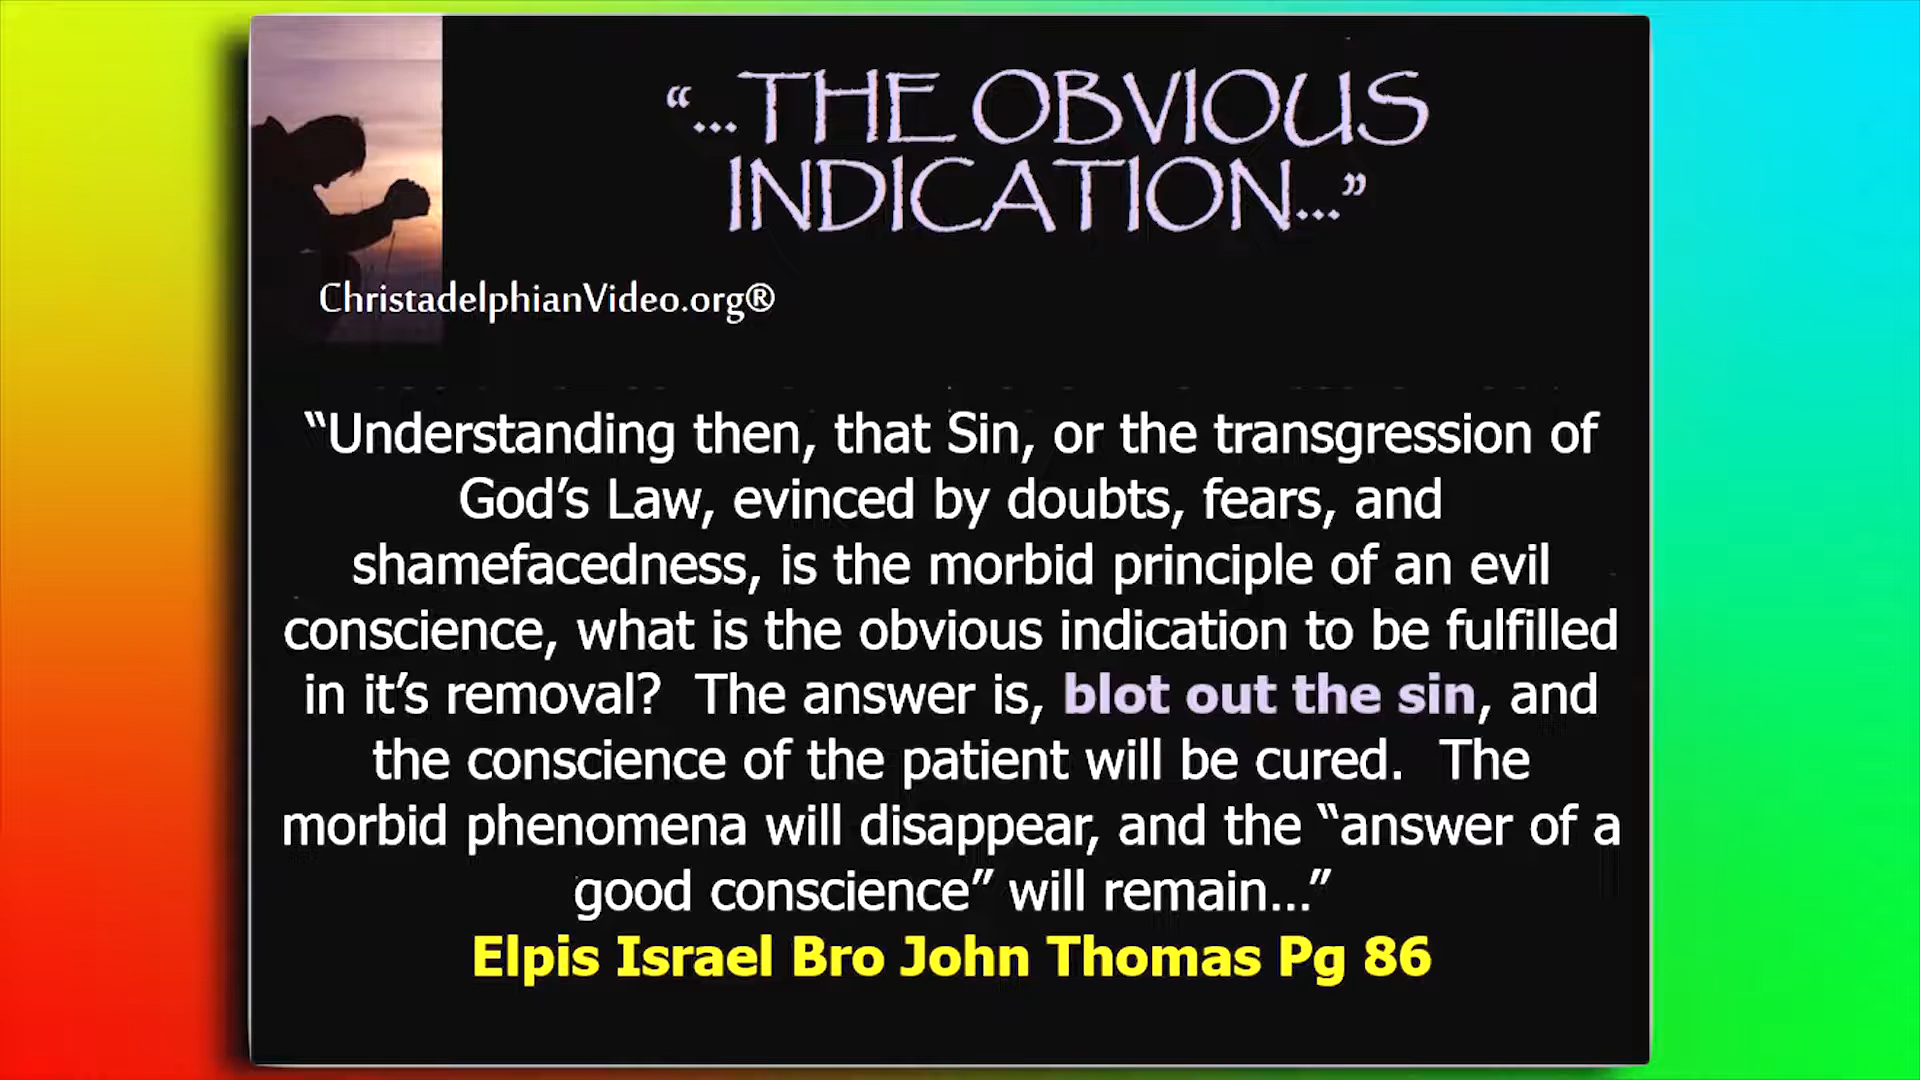 “...THE OBVIOUS
INDICATION...”
ChristadelphianVideo.org®
“Understanding then, that Sin, or the transgression of
God’s Law, evinced by doubts, fears, and
shamefacedness, is the morbid principle of an evil
conscience, what is the obvious indication to be fulfilled
in it’s removal?  The answer is, blot out the sin, and
the conscience of the patient will be cured.  The
morbid phenomena will disappear, and the “answer of a
good conscience” will remain...”
Elpis Israel Bro John Thomas Pg 86